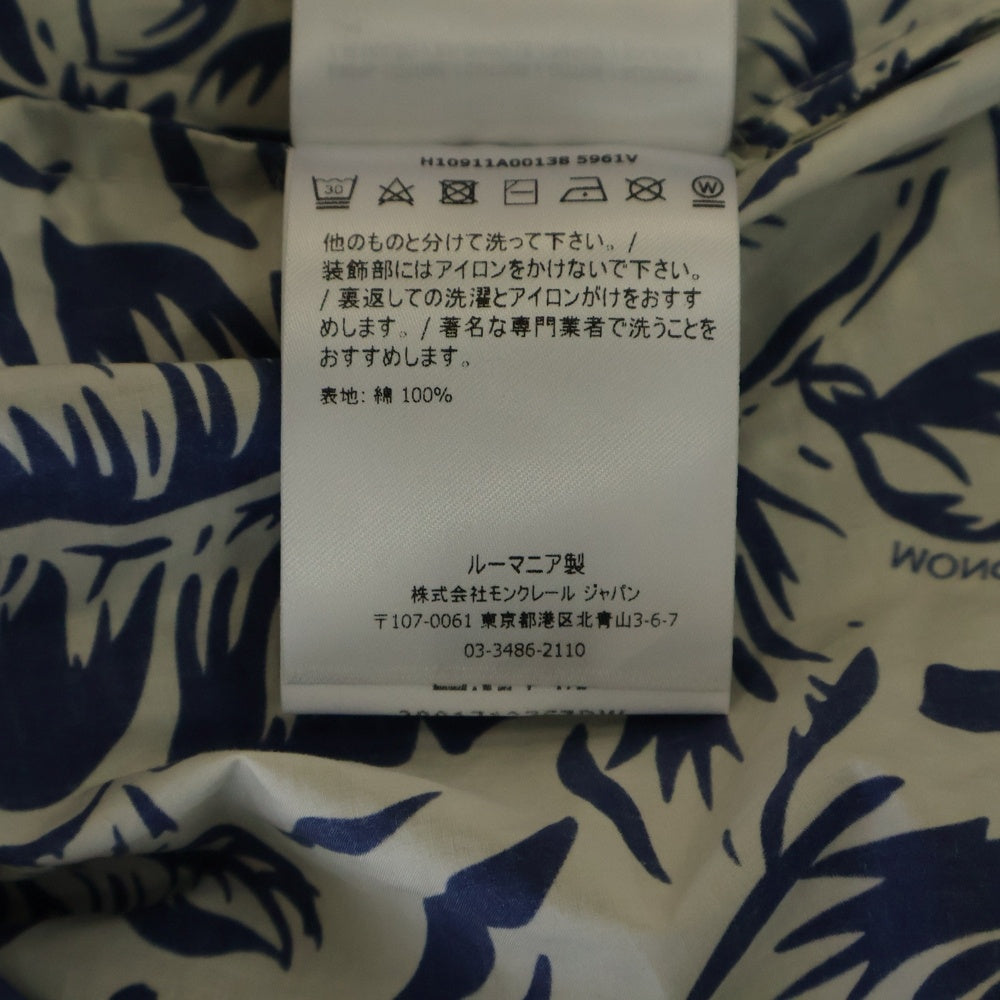 H10911A00138 5961V
30
W
他のものと分けて洗って下さい。/
装飾部にはアイロンをかけないで下さい。
/ 裏返しての洗濯とアイロンがけをおすす
めします。/ 著名な専門業者で洗うことを
おすすめします。
表地: 綿 100%
ルーマニア製
株式会社モンクレール ジャパン
〒107-0061 東京都港区北青山3-6-7
03-3486-2110